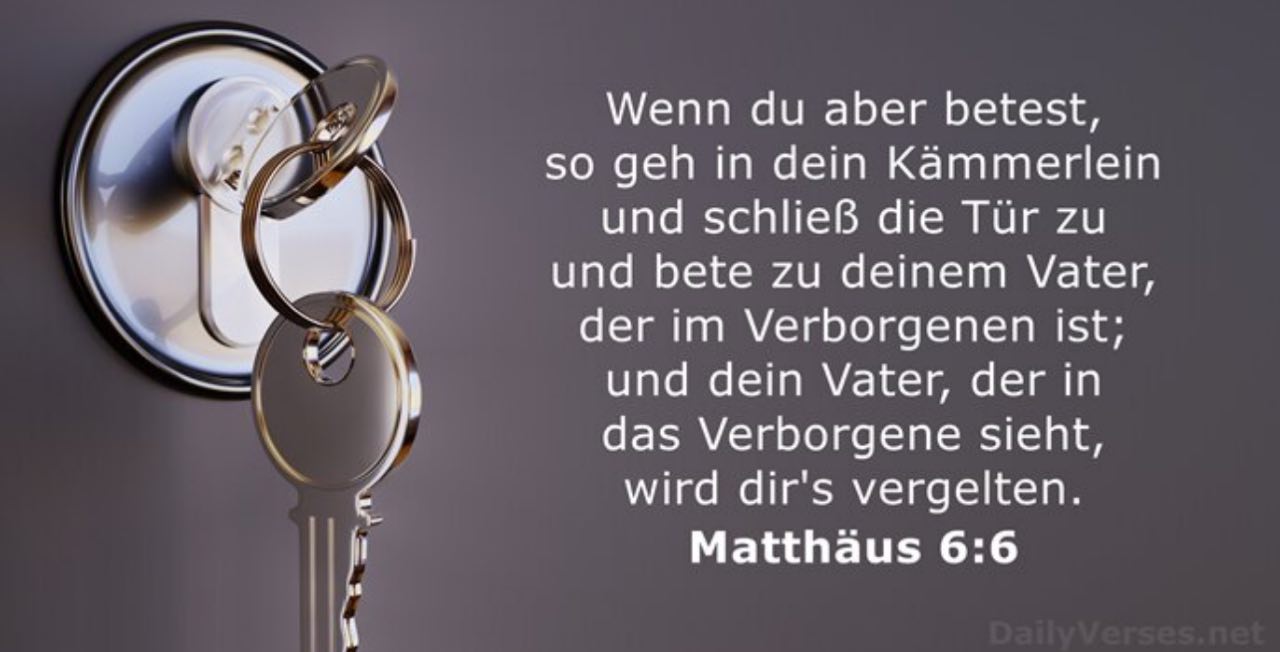 Wenn du aber betest,
so geh in dein Kämmerlein
und schließ die Tür zu
und bete zu deinem Vater,
der im Verborgenen ist;
und dein Vater, der in
das Verborgene sieht,
wird dir's vergelten.
Matthäus 6:6
DailyVerses.net